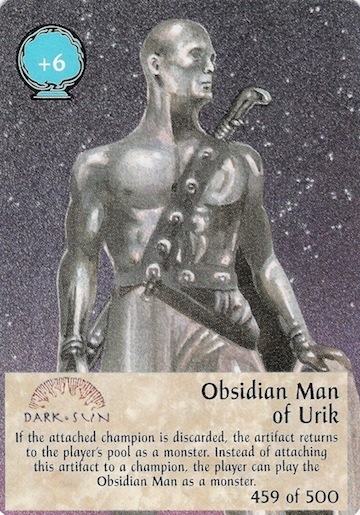 +6
Obsidian Man
of Urik
DARK SUN
If the attached champion is discarded, the artifact returns
to the player's pool as a monster. Instead of attaching
this artifact to a champion, the player can play the
Obsidian Man as a monster.
459 of 500